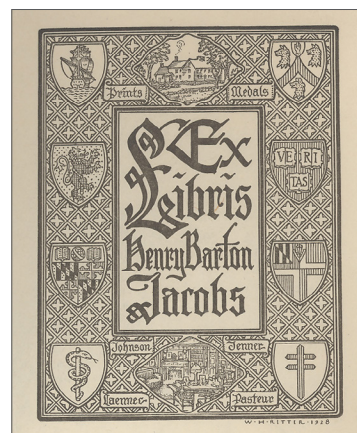 Prints Medals
Ex
Libris
VE RI
TAS
Henry Barton
Jacobs
Johnson Jenner
Laennec Pasteur
W·H·RITTER·1928